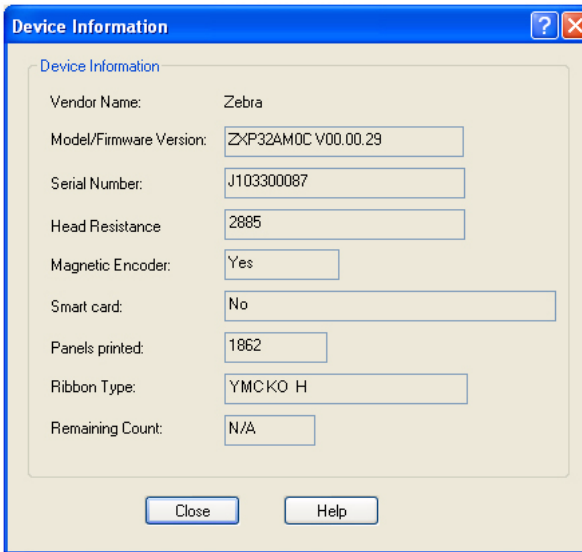 Device Information
Device Information
Vendor Name: Zebra
Model/Firmware Version: ZXP32AM0C V00.00.29
Serial Number: J103300087
Head Resistance 2885
Magnetic Encoder: Yes
Smart card: No
Panels printed: 1862
Ribbon Type: YMCKO H
Remaining Count: N/A
Close Help